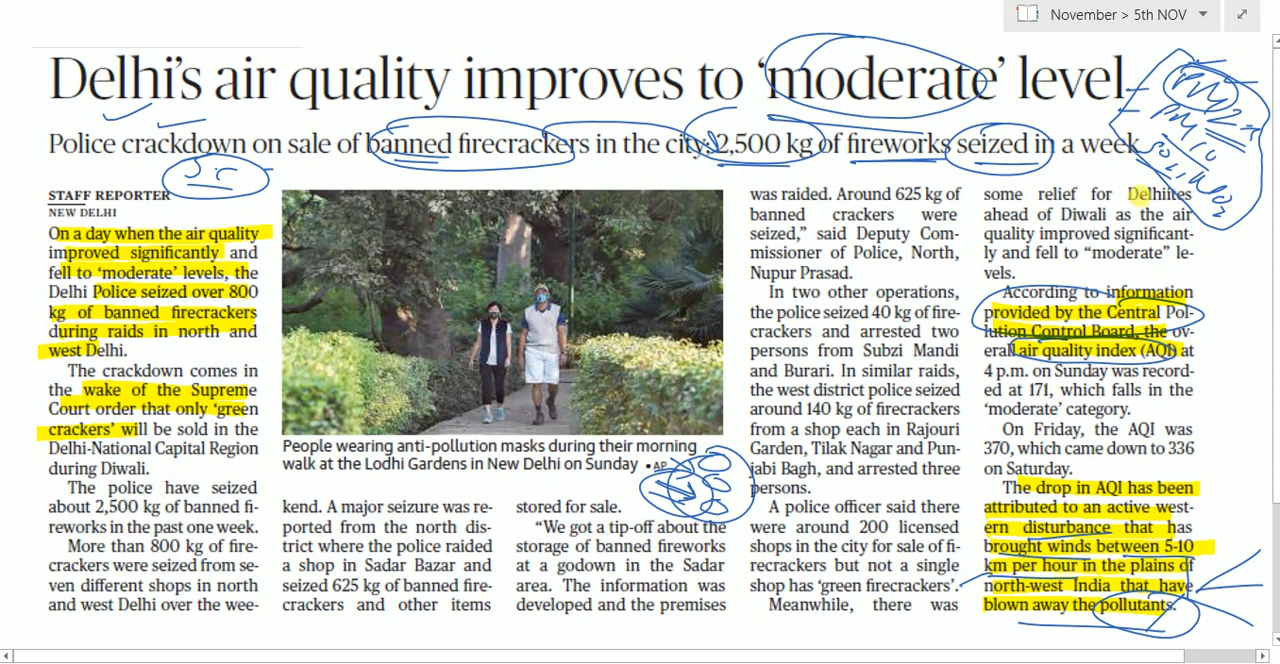 November > 5th NOV
Delhi's air quality improves to 'moderate' level
Police crackdown on sale of banned firecrackers in the city; 2,500 kg of fireworks seized in a week
STAFF REPORTER
NEW DELHI
On a day when the air quality
improved significantly and
fell to 'moderate' levels, the
Delhi Police seized over 800
kg of banned firecrackers
during raids in north and
west Delhi.
The crackdown comes in
the wake of the Supreme
Court order that only 'green
crackers' will be sold in the
Delhi-National Capital Region
during Diwali.
The police have seized
about 2,500 kg of banned fi-
reworks in the past one week.
More than 800 kg of fire-
crackers were seized from se-
ven different shops in north
and west Delhi over the wee-
People wearing anti-pollution masks during their morning
walk at the Lodhi Gardens in New Delhi on Sunday ▪AP
kend. A major seizure was re-
ported from the north dis-
trict where the police raided
a shop in Sadar Bazar and
seized 625 kg of banned fire-
crackers and other items
stored for sale.
"We got a tip-off about the
storage of banned fireworks
at a godown in the Sadar
area. The information was
developed and the premises
was raided. Around 625 kg of
banned crackers were
seized," said Deputy Com-
missioner of Police, North,
Nupur Prasad.
In two other operations,
the police seized 40 kg of fire-
crackers and arrested two
persons from Subzi Mandi
and Burari. In similar raids,
the west district police seized
around 140 kg of firecrackers
from a shop each in Rajouri
Garden, Tilak Nagar and Pun-
jabi Bagh, and arrested three
persons.
A police officer said there
were around 200 licensed
shops in the city for sale of fi-
recrackers but not a single
shop has 'green firecrackers'.
Meanwhile, there was
some relief for Delhiites
ahead of Diwali as the air
quality improved significant-
ly and fell to "moderate" le-
vels.
According to information
provided by the Central Pol-
lution Control Board, the ov-
erall air quality index (AQI) at
4 p.m. on Sunday was record-
ed at 171, which falls in the
'moderate' category.
On Friday, the AQI was
370, which came down to 336
on Saturday.
The drop in AQI has been
attributed to an active west-
ern disturbance that has
brought winds between 5-10
km per hour in the plains of
north-west India that have
blown away the pollutants.